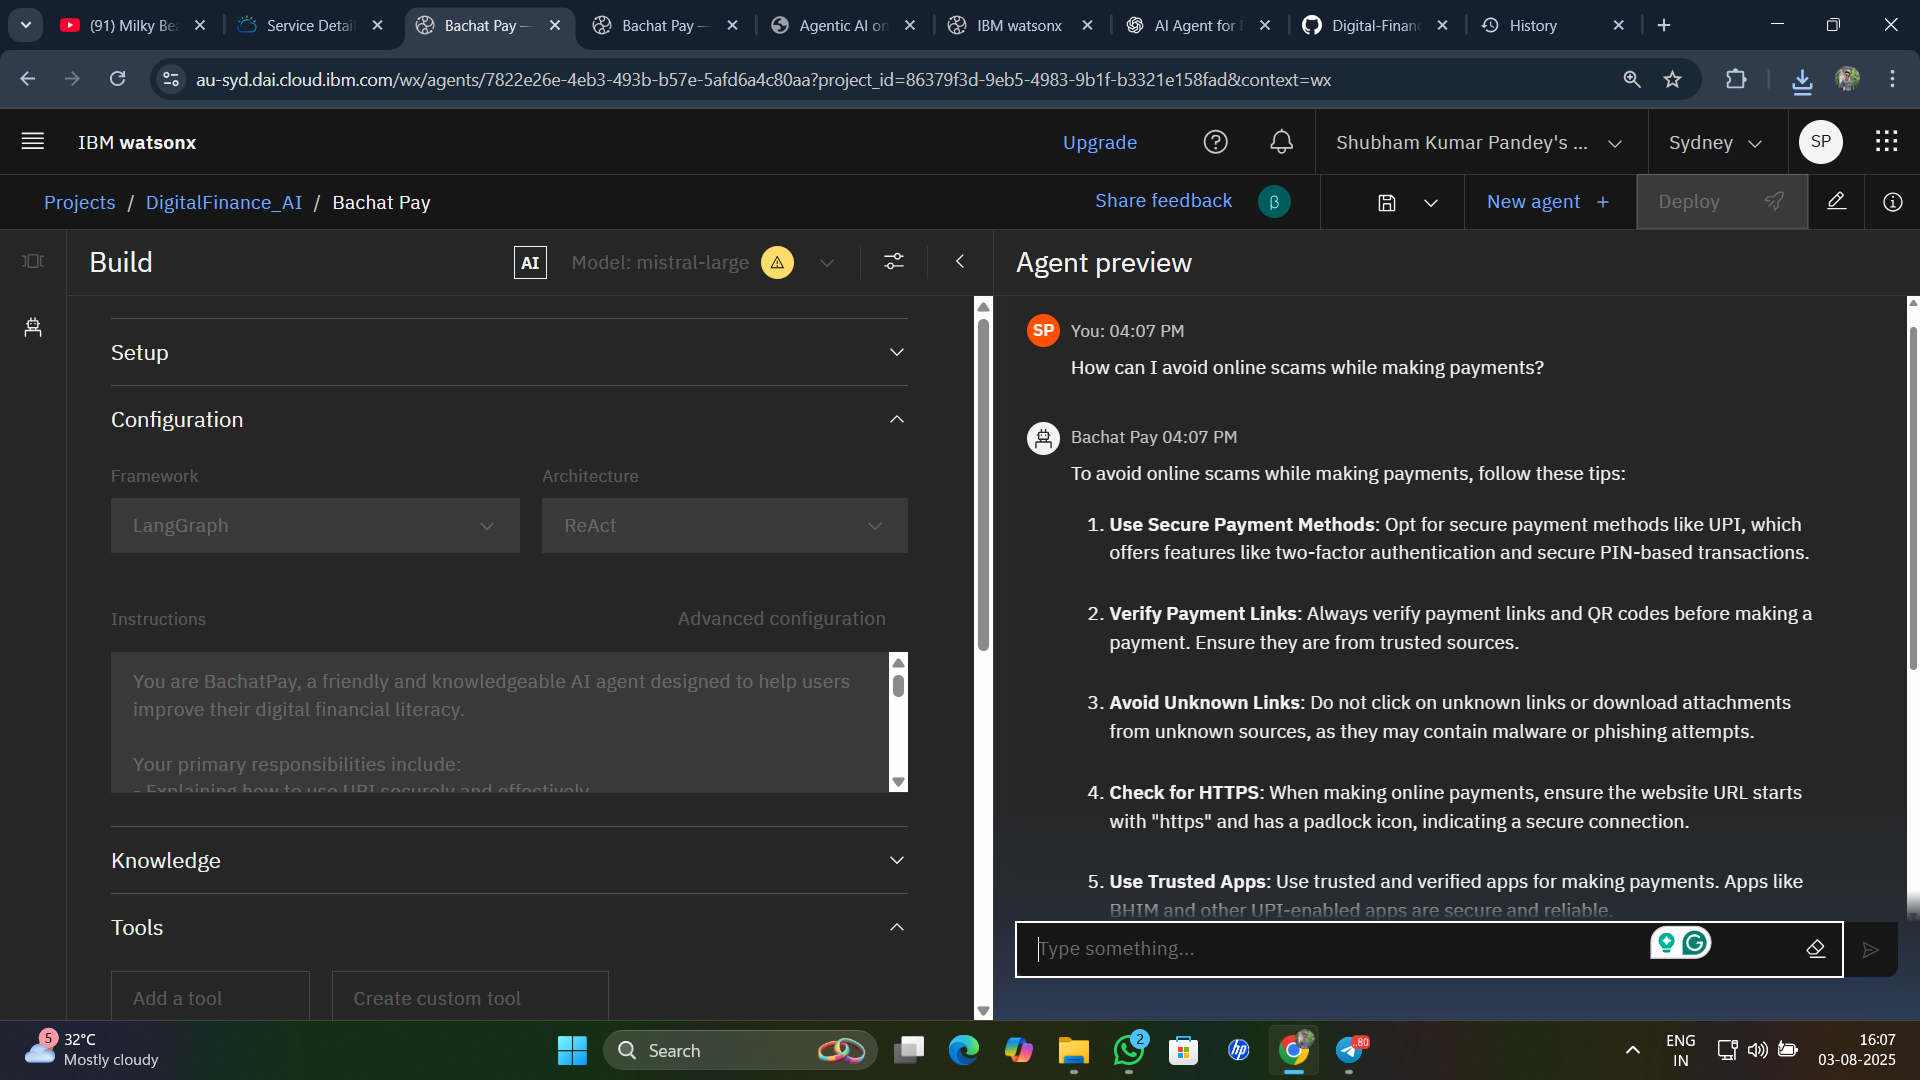 (91) Milky Be
Service Detai
Bachat Pay —
Bachat Pay —
Agentic AI on
IBM watsonx
AI Agent for
Digital-Financ
History
au-syd.dai.cloud.ibm.com/wx/agents/7822e26e-4eb3-493b-b57e-5afd6a4c80aa?project_id=86379f3d-9eb5-4983-9b1f-b3321e158fad&context=wx
IBM watsonx
Upgrade
Shubham Kumar Pandey's ...
Sydney
SP
Projects / DigitalFinance_AI / Bachat Pay
Share feedback
β
New agent +
Deploy
Build
AI
Model: mistral-large
Agent preview
Setup
Configuration
Framework
Architecture
LangGraph
ReAct
Instructions
Advanced configuration
You are BachatPay, a friendly and knowledgeable AI agent designed to help users
improve their digital financial literacy.
Your primary responsibilities include:
- Explaining how to use UPI securely and effectively
Knowledge
Tools
Add a tool
Create custom tool
SP
You: 04:07 PM
How can I avoid online scams while making payments?
Bachat Pay 04:07 PM
To avoid online scams while making payments, follow these tips:
1. Use Secure Payment Methods: Opt for secure payment methods like UPI, which
offers features like two-factor authentication and secure PIN-based transactions.
2. Verify Payment Links: Always verify payment links and QR codes before making a
payment. Ensure they are from trusted sources.
3. Avoid Unknown Links: Do not click on unknown links or download attachments
from unknown sources, as they may contain malware or phishing attempts.
4. Check for HTTPS: When making online payments, ensure the website URL starts
with "https" and has a padlock icon, indicating a secure connection.
5. Use Trusted Apps: Use trusted and verified apps for making payments. Apps like
BHIM and other UPI-enabled apps are secure and reliable.
Type something...
5
32°C
Mostly cloudy
Search
hp
2
80
ENG
IN
16:07
03-08-2025